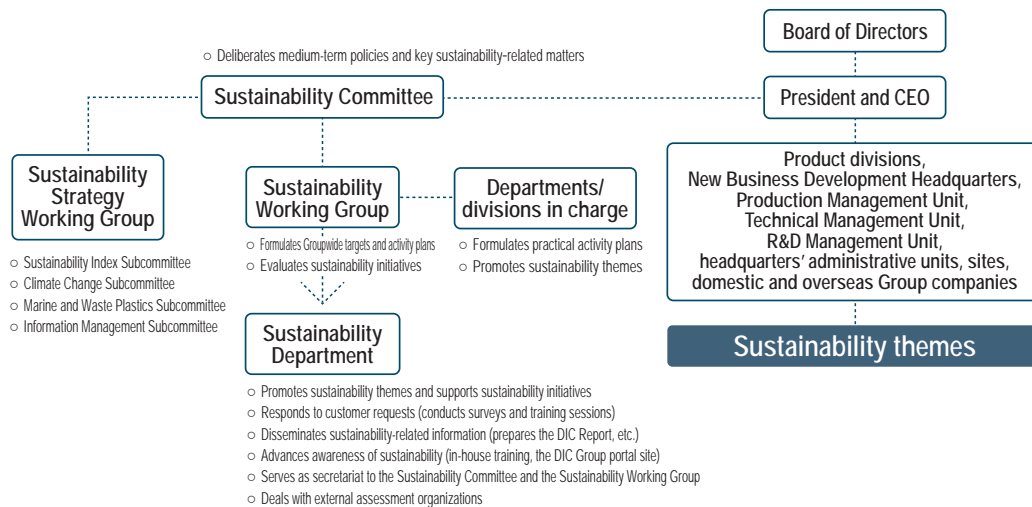 Board of Directors
○ Deliberates medium-term policies and key sustainability-related matters
Sustainability Committee
President and CEO
Sustainability
Strategy
Working Group
○ Sustainability Index Subcommittee
○ Climate Change Subcommittee
○ Marine and Waste Plastics Subcommittee
○ Information Management Subcommittee
Sustainability
Working Group
○ Formulates Groupwide targets and activity plans
○ Evaluates sustainability initiatives
Departments/
divisions in charge
○ Formulates practical activity plans
○ Promotes sustainability themes
Product divisions,
New Business Development Headquarters,
Production Management Unit,
Technical Management Unit,
R&D Management Unit,
headquarters’ administrative units, sites,
domestic and overseas Group companies
Sustainability themes
Sustainability
Department
○ Promotes sustainability themes and supports sustainability initiatives
○ Responds to customer requests (conducts surveys and training sessions)
○ Disseminates sustainability-related information (prepares the DIC Report, etc.)
○ Advances awareness of sustainability (in-house training, the DIC Group portal site)
○ Serves as secretariat to the Sustainability Committee and the Sustainability Working Group
○ Deals with external assessment organizations